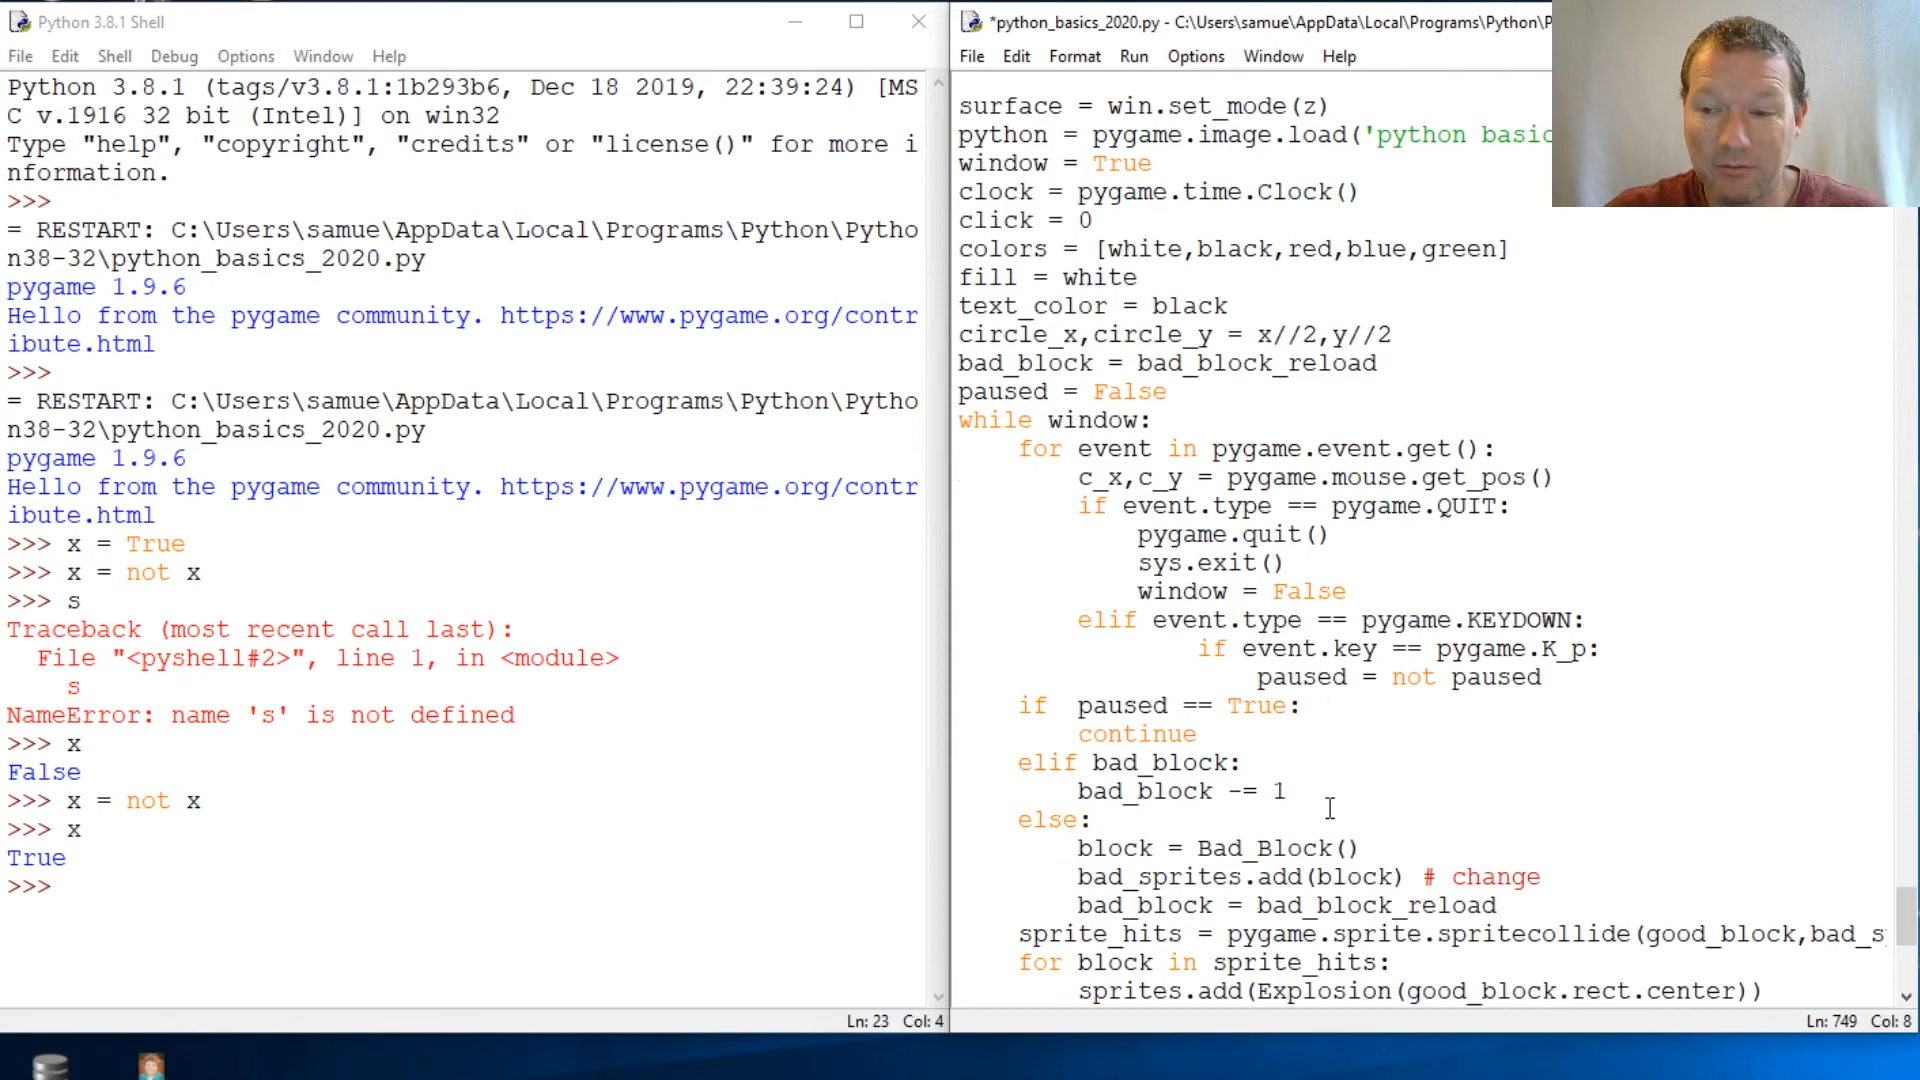 Python 3.8.1 Shell
File Edit Shell Debug Options Window Help
Python 3.8.1 (tags/v3.8.1:1b293b6, Dec 18 2019, 22:39:24) [MS
C v.1916 32 bit (Intel)] on win32
Type "help", "copyright", "credits" or "license()" for more i
nformation.
>>>
= RESTART: C:\Users\samue\AppData\Local\Programs\Python\Pytho
n38-32\python_basics_2020.py
pygame 1.9.6
Hello from the pygame community. https://www.pygame.org/contr
ibute.html
>>>
= RESTART: C:\Users\samue\AppData\Local\Programs\Python\Pytho
n38-32\python_basics_2020.py
pygame 1.9.6
Hello from the pygame community. https://www.pygame.org/contr
ibute.html
>>> x = True
>>> x = not x
>>> s
Traceback (most recent call last):
  File "<pyshell#2>", line 1, in <module>
    s
NameError: name 's' is not defined
>>> x
False
>>> x = not x
>>> x
True
>>>
Ln: 23 Col: 4
*python_basics_2020.py - C:\Users\samue\AppData\Local\Programs\Python\P
File Edit Format Run Options Window Help
surface = win.set_mode(z)
python = pygame.image.load('python basic
window = True
clock = pygame.time.Clock()
click = 0
colors = [white,black,red,blue,green]
fill = white
text_color = black
circle_x,circle_y = x//2,y//2
bad_block = bad_block_reload
paused = False
while window:
    for event in pygame.event.get():
        c_x,c_y = pygame.mouse.get_pos()
        if event.type == pygame.QUIT:
            pygame.quit()
            sys.exit()
            window = False
        elif event.type == pygame.KEYDOWN:
                if event.key == pygame.K_p:
                    paused = not paused
    if  paused == True:
        continue
    elif bad_block:
        bad_block -= 1
    else:
        block = Bad_Block()
        bad_sprites.add(block) # change
        bad_block = bad_block_reload
    sprite_hits = pygame.sprite.spritecollide(good_block,bad_s
    for block in sprite_hits:
        sprites.add(Explosion(good_block.rect.center))
Ln: 749 Col: 8